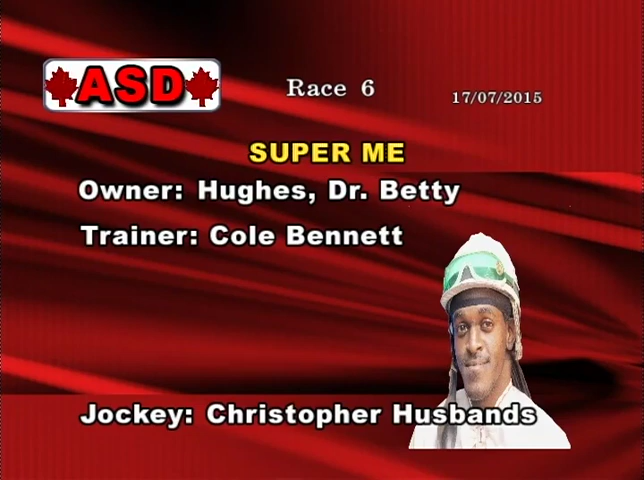 ASD
Race 6
17/07/2015
SUPER ME
Owner: Hughes, Dr. Betty
Trainer: Cole Bennett
Jockey: Christopher Husbands